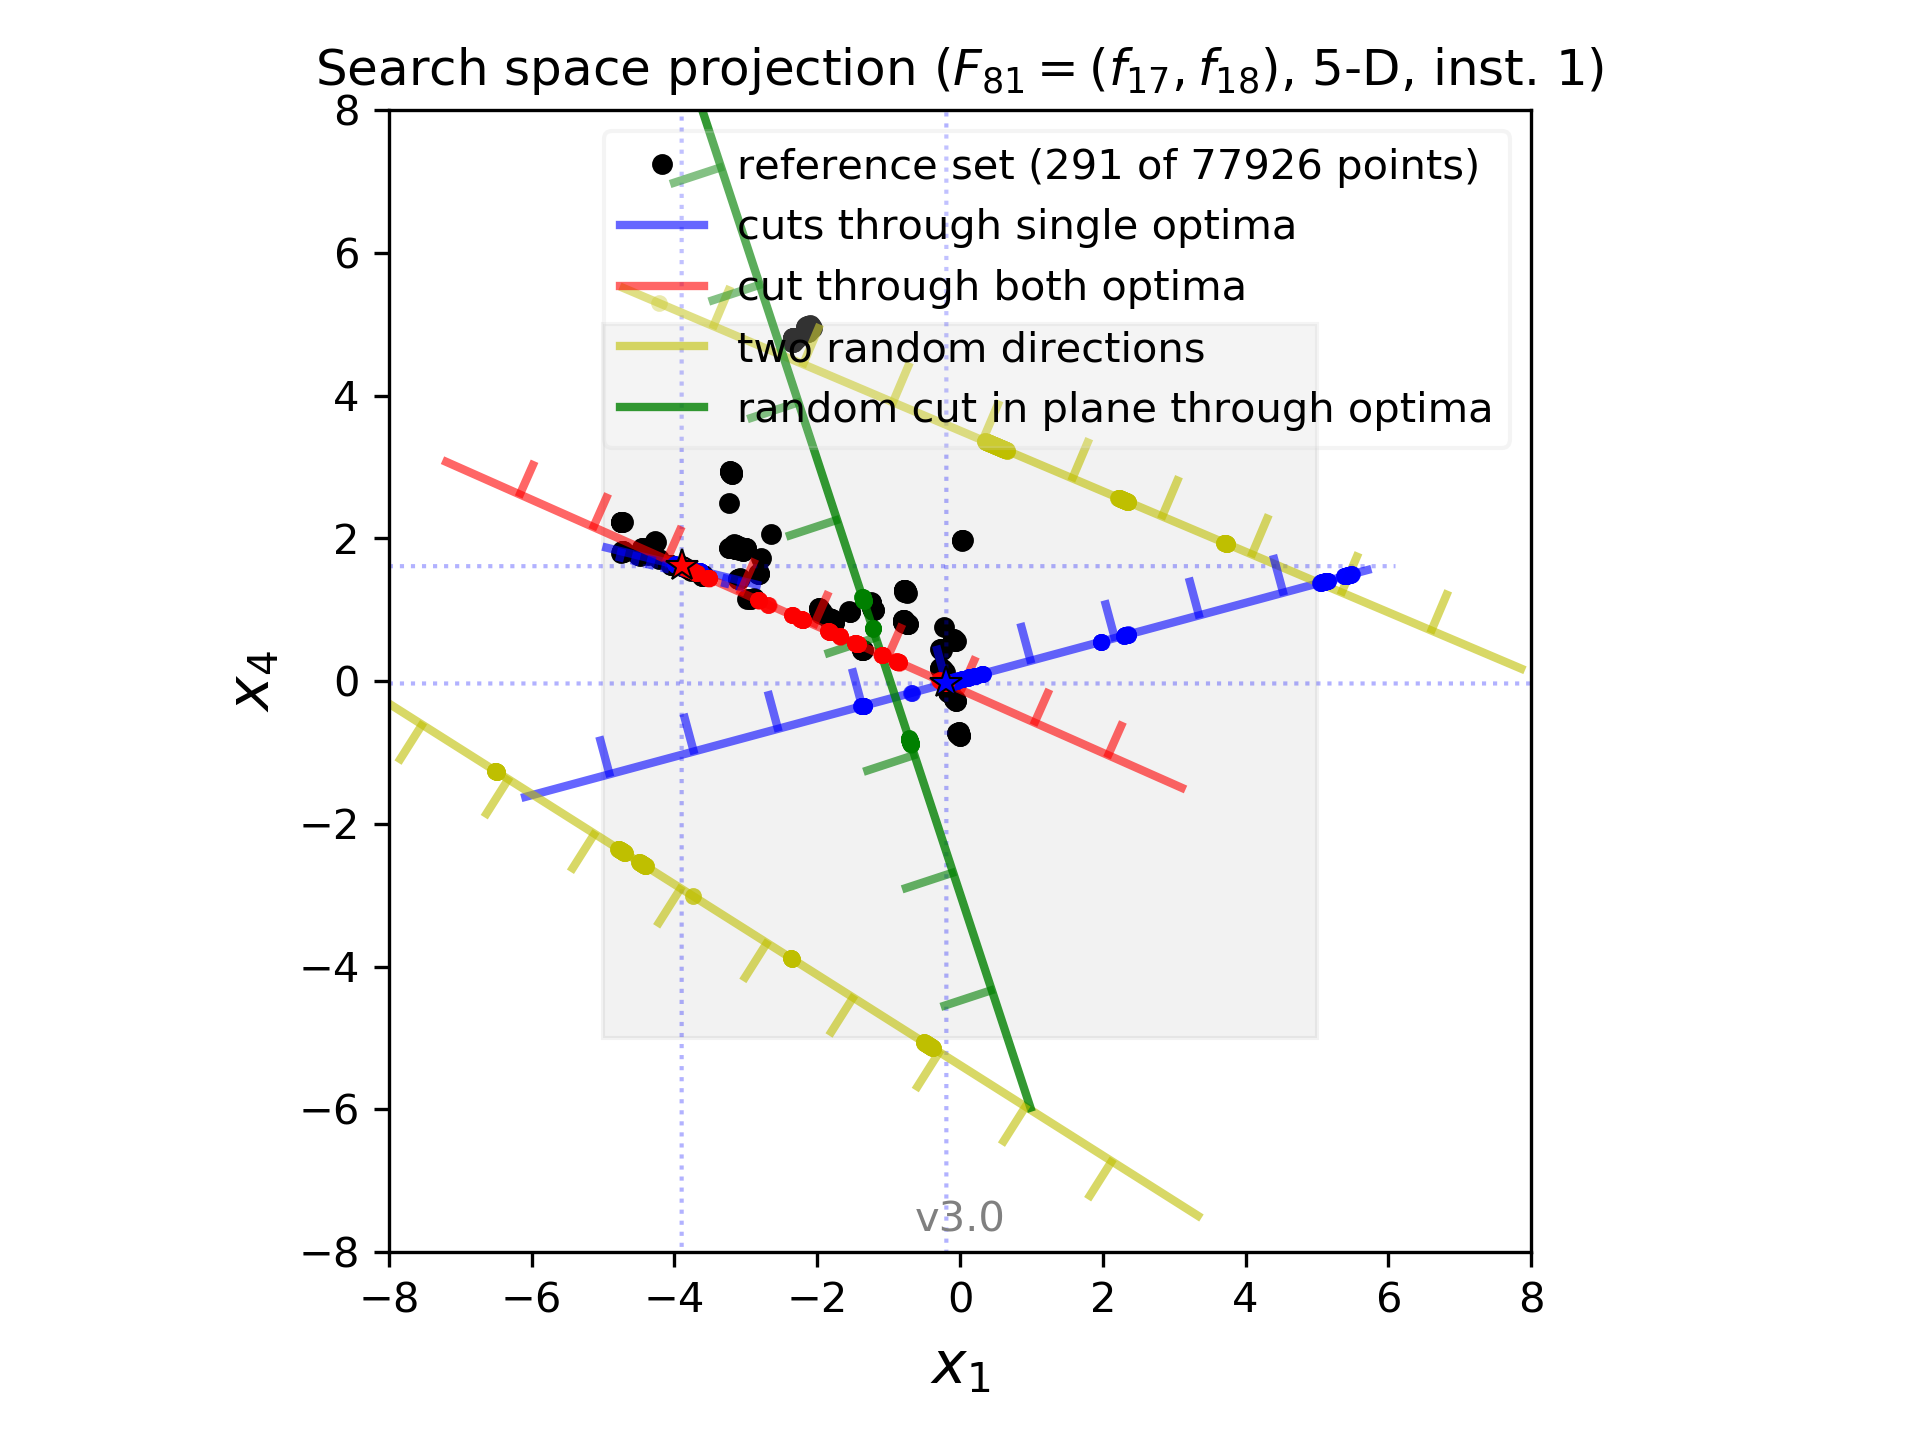 Search space projection (F₈₁ = (f₁₇, f₁₈), 5-D, inst. 1)
reference set (291 of 77926 points)
cuts through single optima
cut through both optima
two random directions
random cut in plane through optima
8
6
4
2
0
−2
−4
−6
−8
x₄
v3.0
−8 −6 −4 −2 0 2 4 6 8
x₁